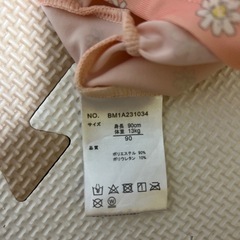 NO. BM1A231034
サイズ 身長 90cm
体重 13kg
90
品質
ポリエステル 90%
ポリウレタン 10%